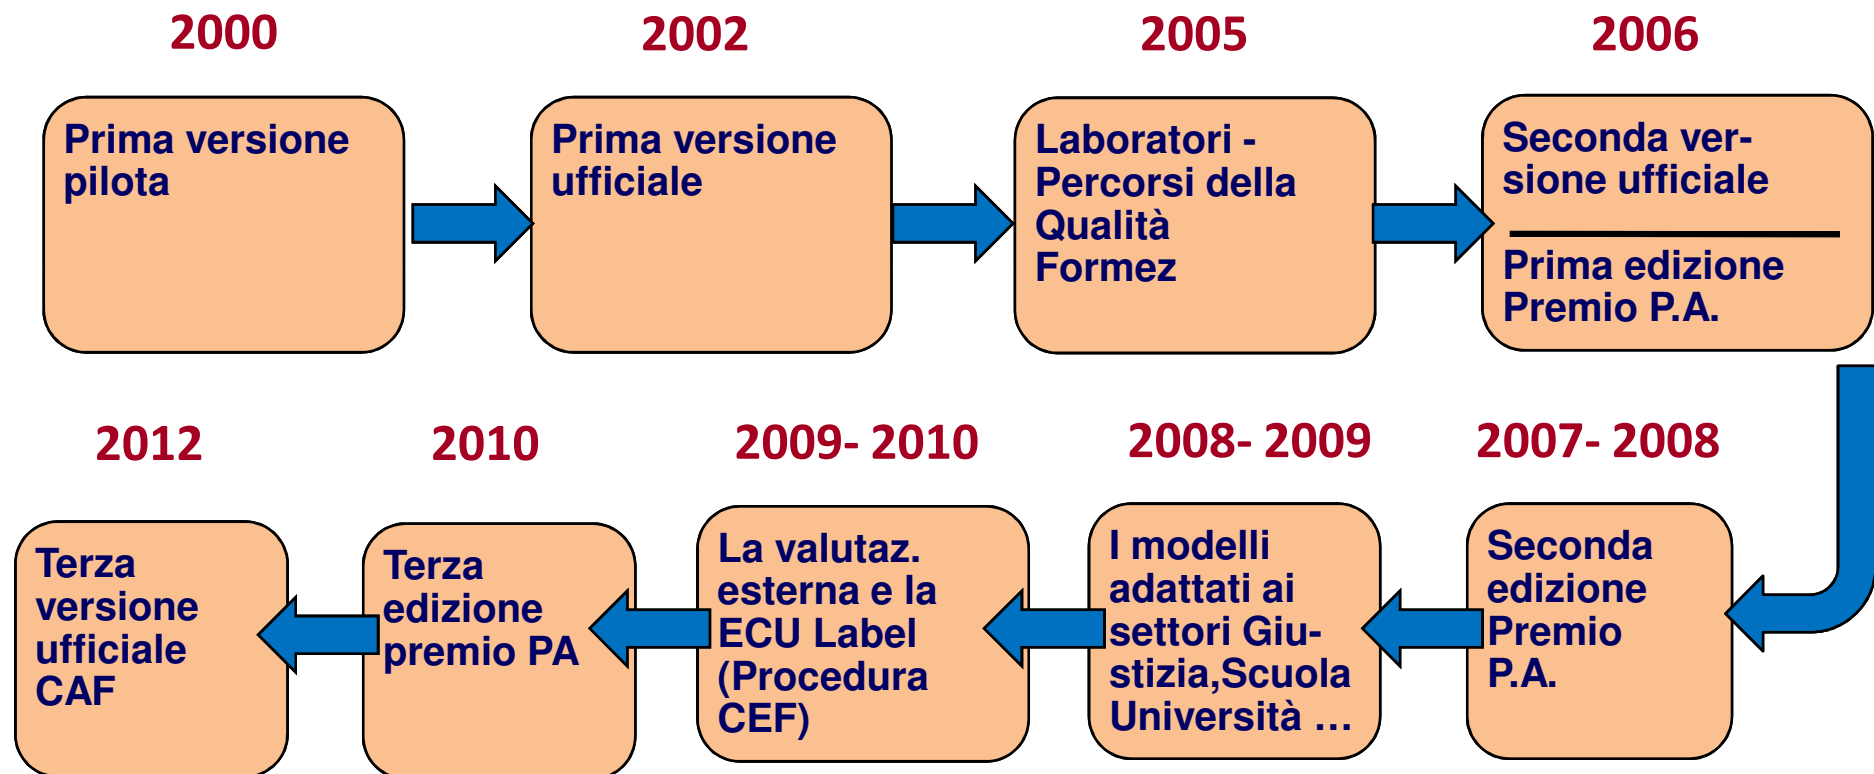 2000
Prima versione
pilota
2002
Prima versione
ufficiale
2005
Laboratori -
Percorsi della
Qualità
Formez
2006
Seconda ver-
sione ufficiale
Prima edizione
Premio P.A.
2007- 2008
Seconda
edizione
Premio
P.A.
2008- 2009
I modelli
adattati ai
settori Giu-
stizia,Scuola
Università ...
2009- 2010
La valutaz.
esterna e la
ECU Label
(Procedura
CEF)
2010
Terza
edizione
premio PA
2012
Terza
versione
ufficiale
CAF